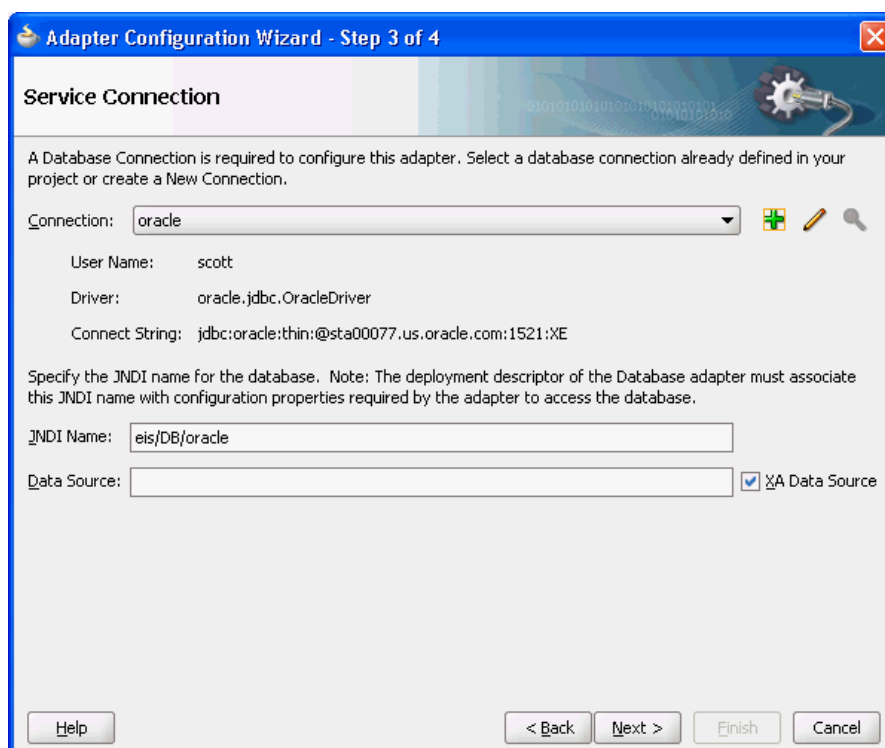 Adapter Configuration Wizard - Step 3 of 4
Service Connection
A Database Connection is required to configure this adapter. Select a database connection already defined in your
project or create a New Connection.
Connection: oracle
User Name: scott
Driver: oracle.jdbc.OracleDriver
Connect String: jdbc:oracle:thin:@sta00077.us.oracle.com:1521:XE
Specify the JNDI name for the database. Note: The deployment descriptor of the Database adapter must associate
this JNDI name with configuration properties required by the adapter to access the database.
JNDI Name: eis/DB/oracle
Data Source: XA Data Source
Help < Back Next > Finish Cancel